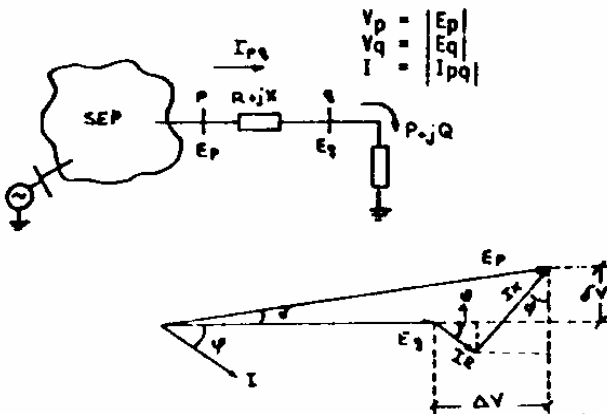 Vp = |Ep|
Vq = |Eq|
I = |Ipq|
Ipq
P
R+jX
q
SEP
Ep
Eq
P+jQ
Ep
δ
Eq
φ
I
φ
IR
IX
φ
δV
ΔV